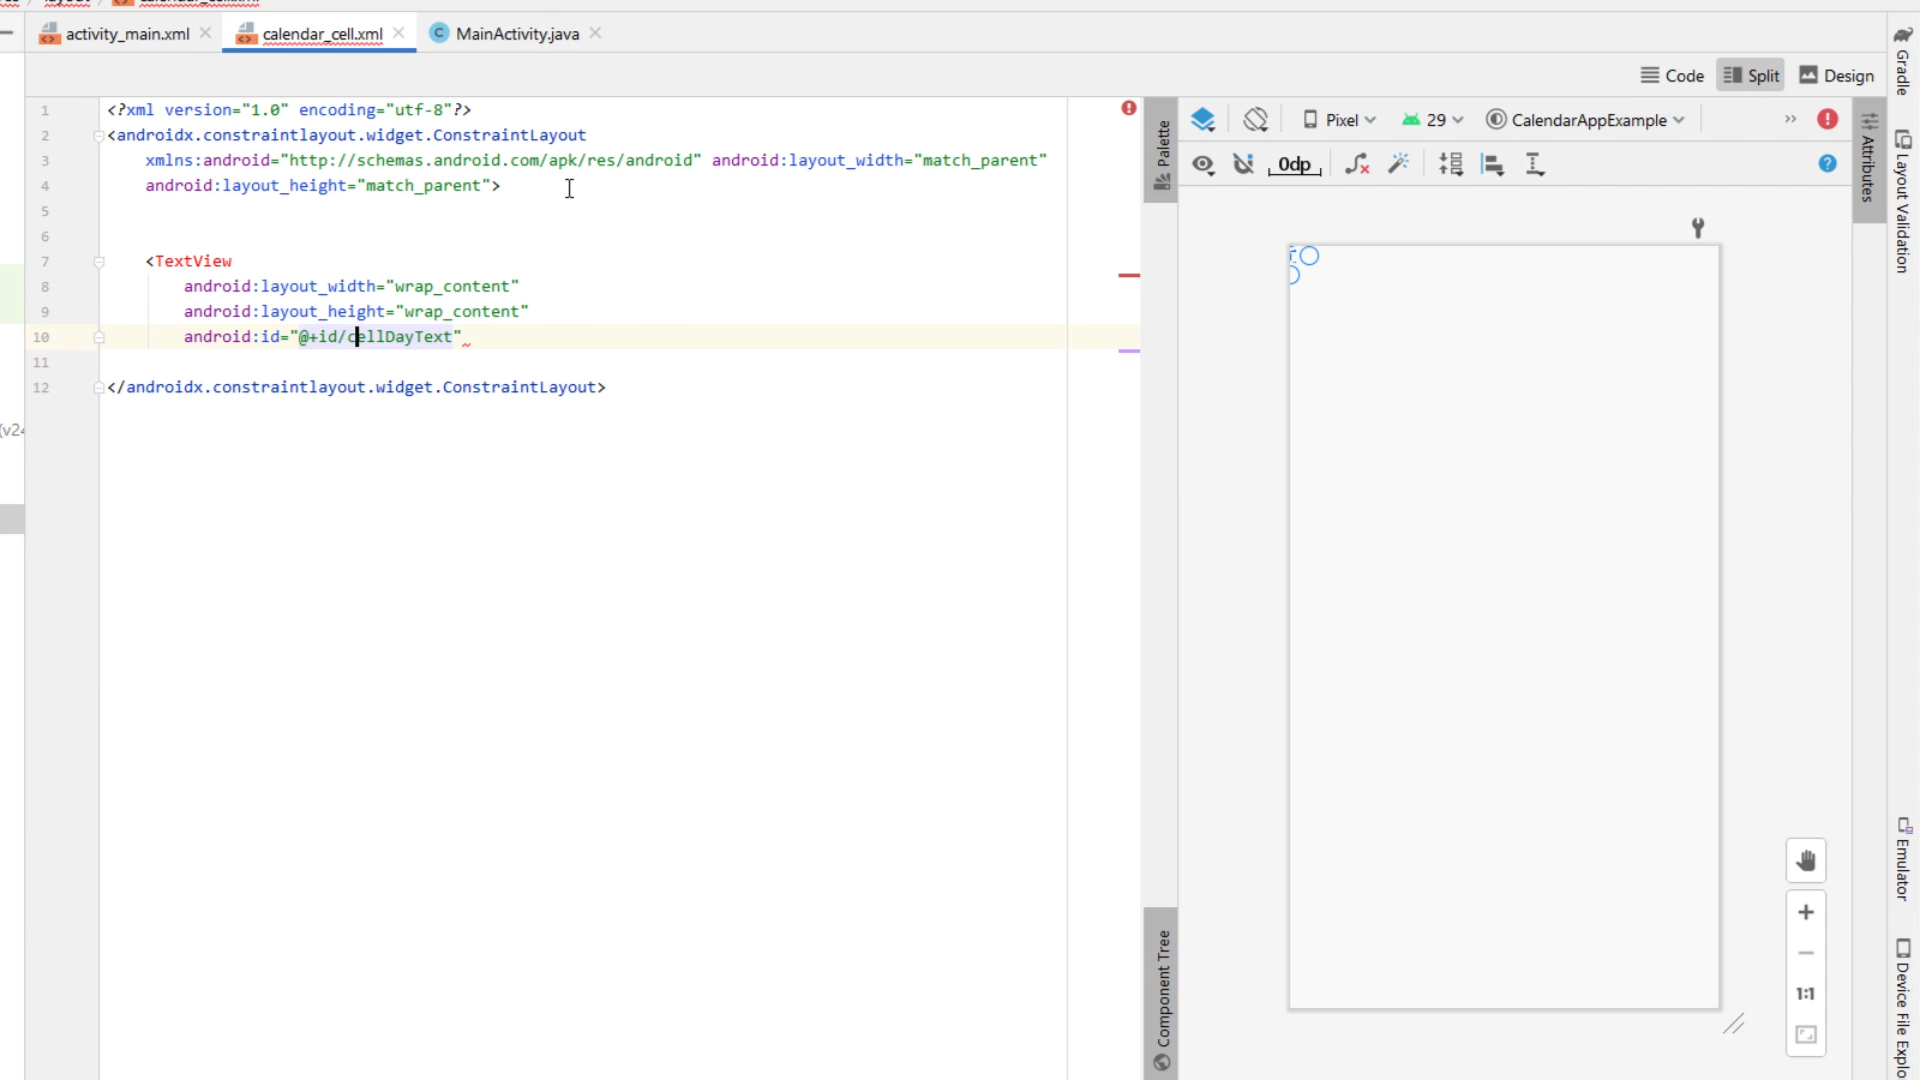 layout
calendar_cell.xml
activity_main.xml
calendar_cell.xml
MainActivity.java
Code
Split
Design
1 <?xml version="1.0" encoding="utf-8"?>
2 <androidx.constraintlayout.widget.ConstraintLayout
3 xmlns:android="http://schemas.android.com/apk/res/android" android:layout_width="match_parent"
4 android:layout_height="match_parent">
5
6
7 <TextView
8 android:layout_width="wrap_content"
9 android:layout_height="wrap_content"
10 android:id="@+id/cellDayText"
11
12 </androidx.constraintlayout.widget.ConstraintLayout>
(v24
Palette
Component Tree
Pixel
29
CalendarAppExample
0dp
1:1
Attributes
Gradle
Layout Validation
Emulator
Device File Explo